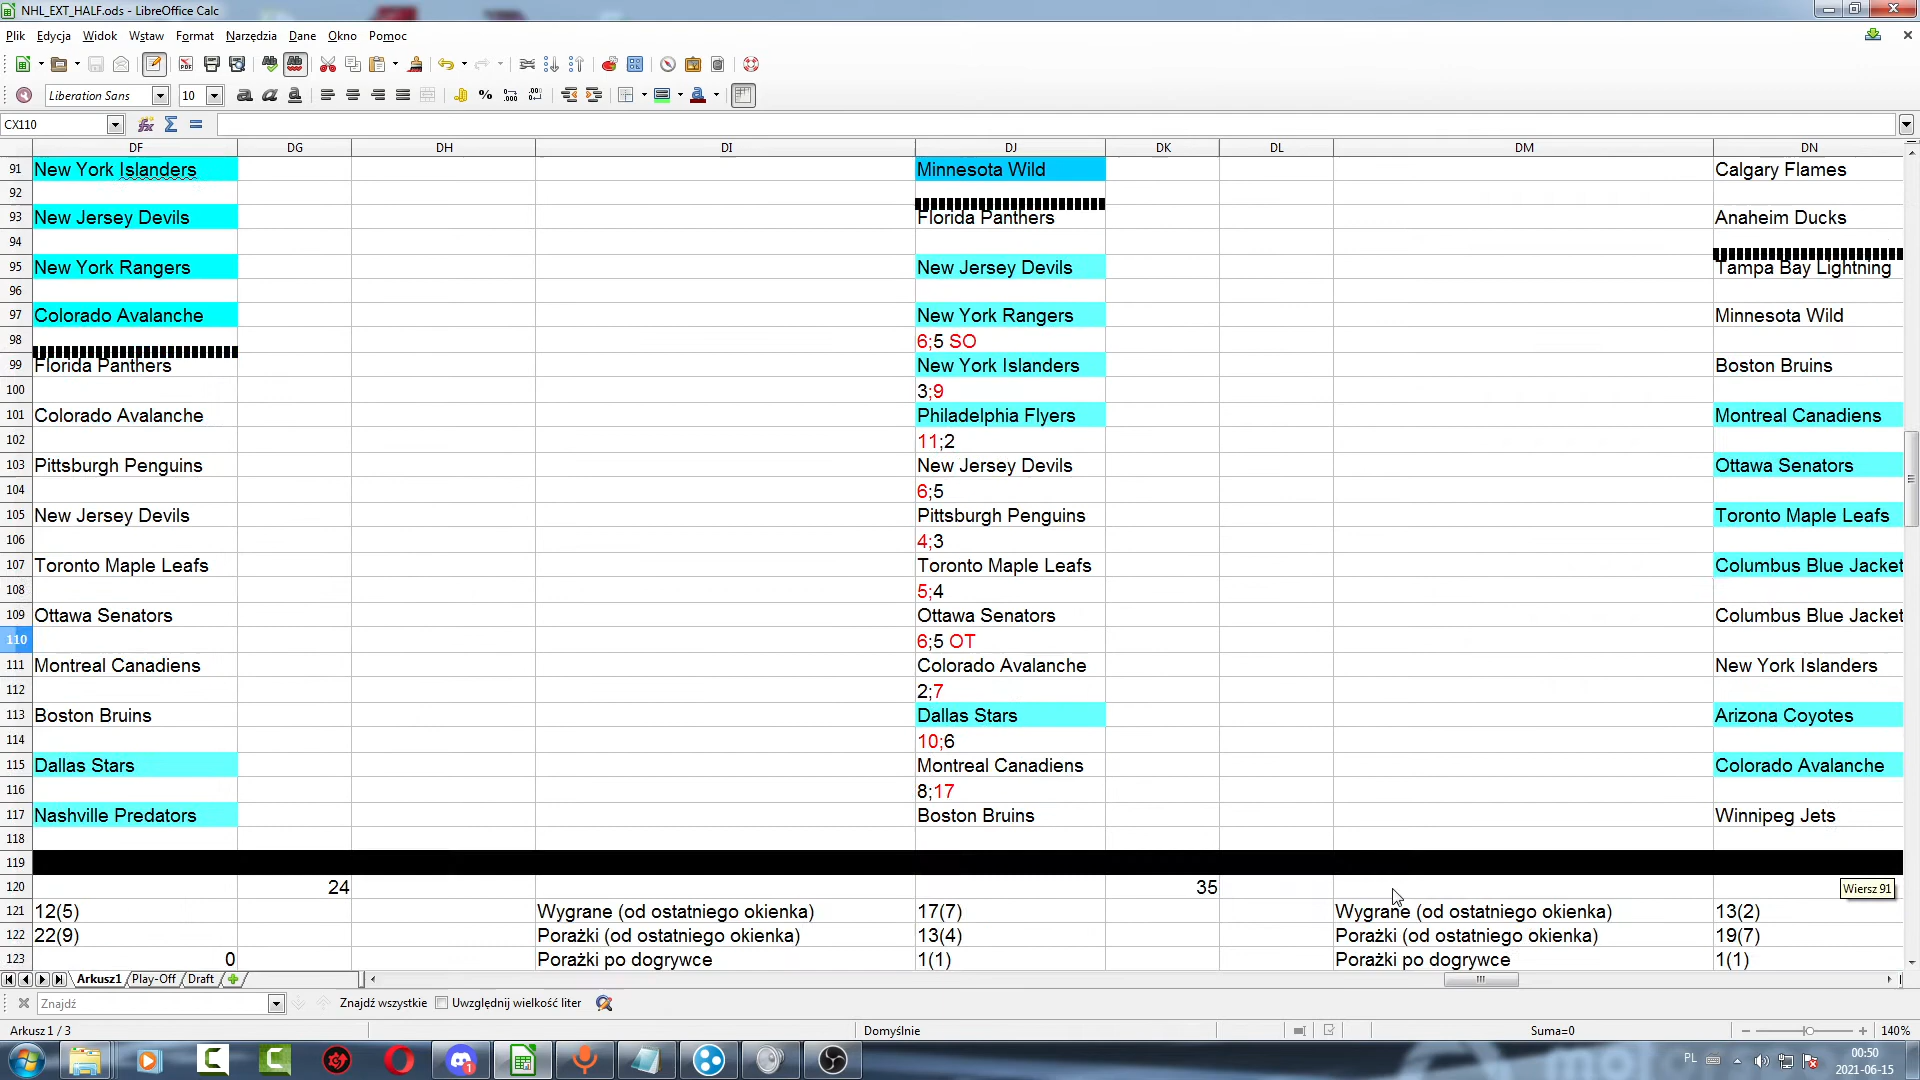 NHL_EXT_HALF.ods - LibreOffice Calc
Plik Edycja Widok Wstaw Format Narzędzia Dane Okno Pomoc
Liberation Sans 10
CX110
DF DG DH DI DJ DK DL DM DN
91 New York Islanders Minnesota Wild Calgary Flames
92
93 New Jersey Devils Florida Panthers Anaheim Ducks
94
95 New York Rangers New Jersey Devils Tampa Bay Lightning
96
97 Colorado Avalanche New York Rangers Minnesota Wild
98 6;5 SO
99 Florida Panthers New York Islanders Boston Bruins
100 3;9
101 Colorado Avalanche Philadelphia Flyers Montreal Canadiens
102 11;2
103 Pittsburgh Penguins New Jersey Devils Ottawa Senators
104 6;5
105 New Jersey Devils Pittsburgh Penguins Toronto Maple Leafs
106 4;3
107 Toronto Maple Leafs Toronto Maple Leafs Columbus Blue Jacket
108 5;4
109 Ottawa Senators Ottawa Senators Columbus Blue Jacket
110 6;5 OT
111 Montreal Canadiens Colorado Avalanche New York Islanders
112 2;7
113 Boston Bruins Dallas Stars Arizona Coyotes
114 10;6
115 Dallas Stars Montreal Canadiens Colorado Avalanche
116 8;17
117 Nashville Predators Boston Bruins Winnipeg Jets
118
119
120 24 35 Wiersz 91
121 12(5) Wygrane (od ostatniego okienka) 17(7) Wygrane (od ostatniego okienka) 13(2)
122 22(9) Porażki (od ostatniego okienka) 13(4) Porażki (od ostatniego okienka) 19(7)
123 0 Porażki po dogrywce 1(1) Porażki po dogrywce 1(1)
Arkusz1 Play-Off Draft
Znajdź Znajdź wszystkie Uwzględnij wielkość liter
Arkusz 1 / 3 Domyślnie Suma=0 140%
PL 00:50
2021-06-15